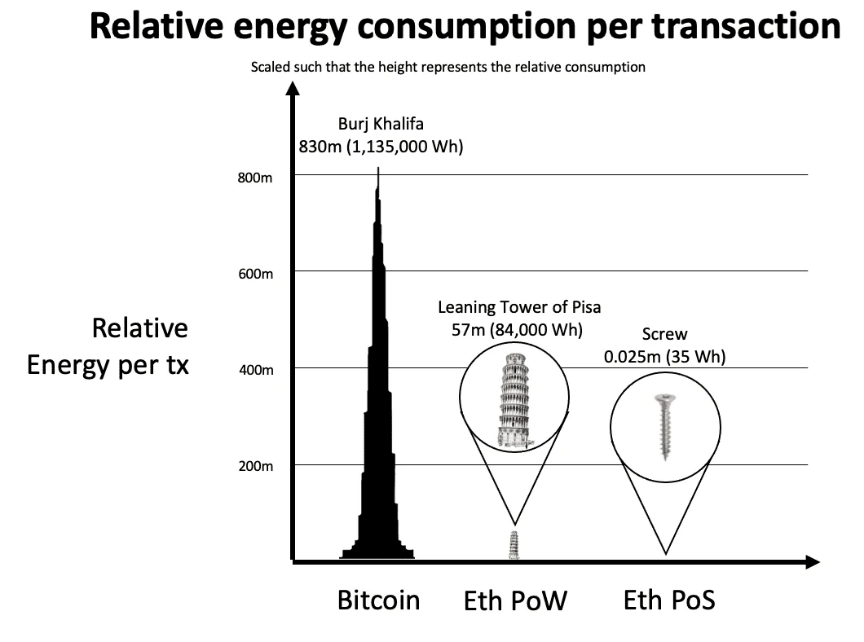 Relative energy consumption per transaction
Scaled such that the height represents the relative consumption
Burj Khalifa
830m (1,135,000 Wh)
800m
600m
Leaning Tower of Pisa
57m (84,000 Wh)
Screw
0.025m (35 Wh)
Relative
Energy per tx
400m
200m
Bitcoin
Eth PoW
Eth PoS